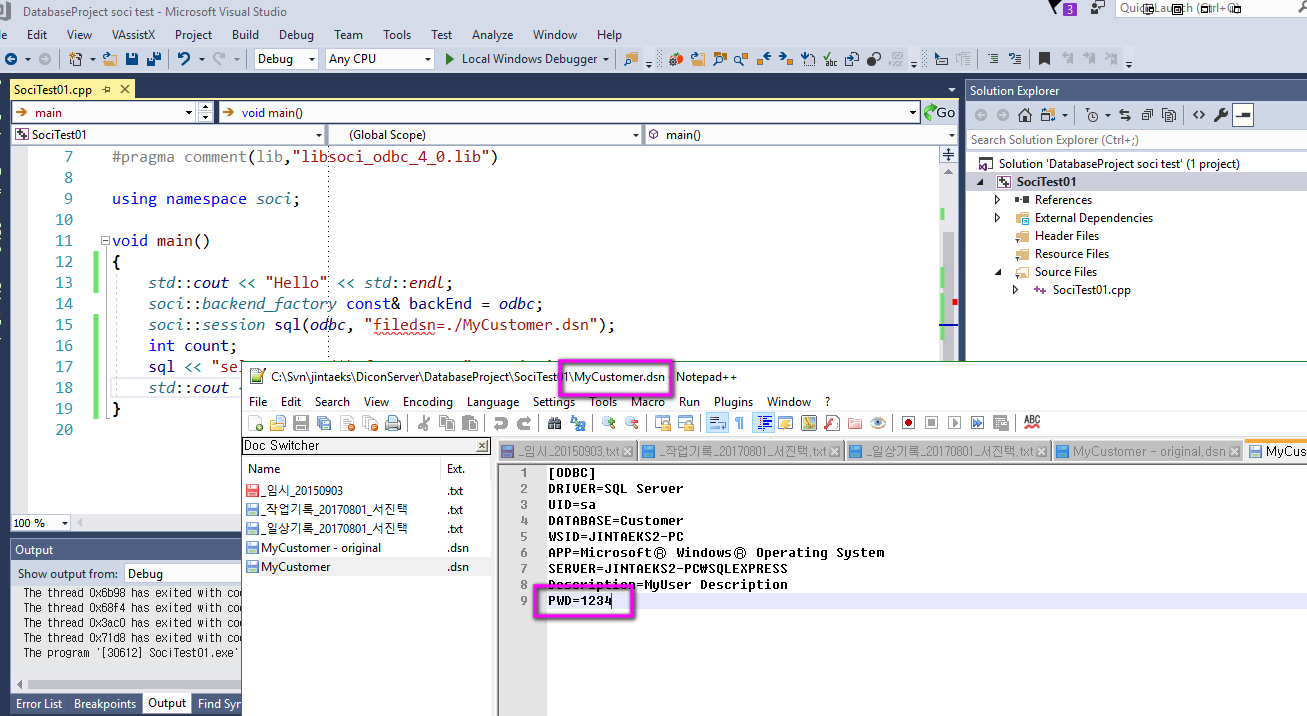 DatabaseProject soci test - Microsoft Visual Studio
3
Edit View VAssistX Project Build Debug Team Tools Test Analyze Window Help
Debug Any CPU Local Windows Debugger
SociTest01.cpp
main void main() Go
SociTest01 (Global Scope) main()
7 #pragma comment(lib,"libsoci_odbc_4_0.lib")
8
9 using namespace soci;
10
11 void main()
12 {
13 std::cout << "Hello" << std::endl;
14 soci::backend_factory const& backEnd = odbc;
15 soci::session sql(odbc, "filedsn=./MyCustomer.dsn");
16 int count;
17 sql << "se
18 std::cout
19 }
20
100 %
Output
Show output from: Debug
The thread 0x6b98 has exited with co
The thread 0x68f4 has exited with co
The thread 0x3ac0 has exited with co
The thread 0x71d8 has exited with co
The program '[30612] SociTest01.exe'
Error List Breakpoints Output Find Syr
Solution Explorer
Search Solution Explorer (Ctrl+;)
Solution 'DatabaseProject soci test' (1 project)
SociTest01
References
External Dependencies
Header Files
Resource Files
Source Files
SociTest01.cpp
C:\Svn\jintaeks\DiconServer\DatabaseProject\SociTest01\MyCustomer.dsn - Notepad++
File Edit Search View Encoding Language Settings Tools Macro Run Plugins Window ?
ABC
Doc Switcher
Name Ext.
_임시_20150903 .txt
_작업기록_20170801_서진택 .txt
_일상기록_20170801_서진택 .txt
MyCustomer - original .dsn
MyCustomer .dsn
_임시_20150903.txt _작업기록_20170801_서진택.txt _일상기록_20170801_서진택.txt MyCustomer - original.dsn MyCus
1 [ODBC]
2 DRIVER=SQL Server
3 UID=sa
4 DATABASE=Customer
5 WSID=JINTAEKS2-PC
6 APP=Microsoft® Windows® Operating System
7 SERVER=JINTAEKS2-PC₩SQLEXPRESS
8 Description=MyUser Description
9 PWD=1234